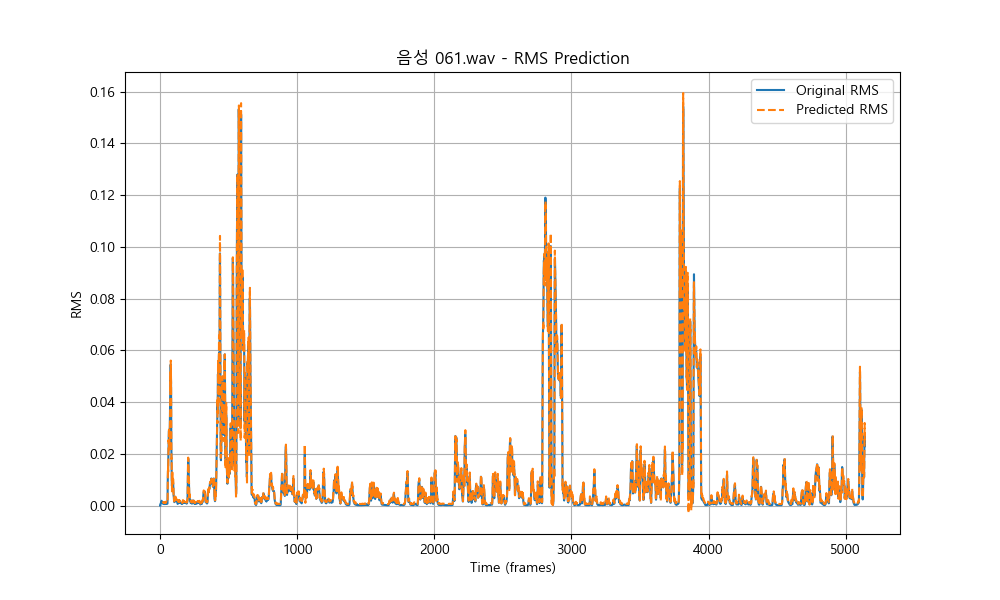 음성 061.wav - RMS Prediction
Original RMS
Predicted RMS
RMS
0.16
0.14
0.12
0.10
0.08
0.06
0.04
0.02
0.00
0 1000 2000 3000 4000 5000
Time (frames)